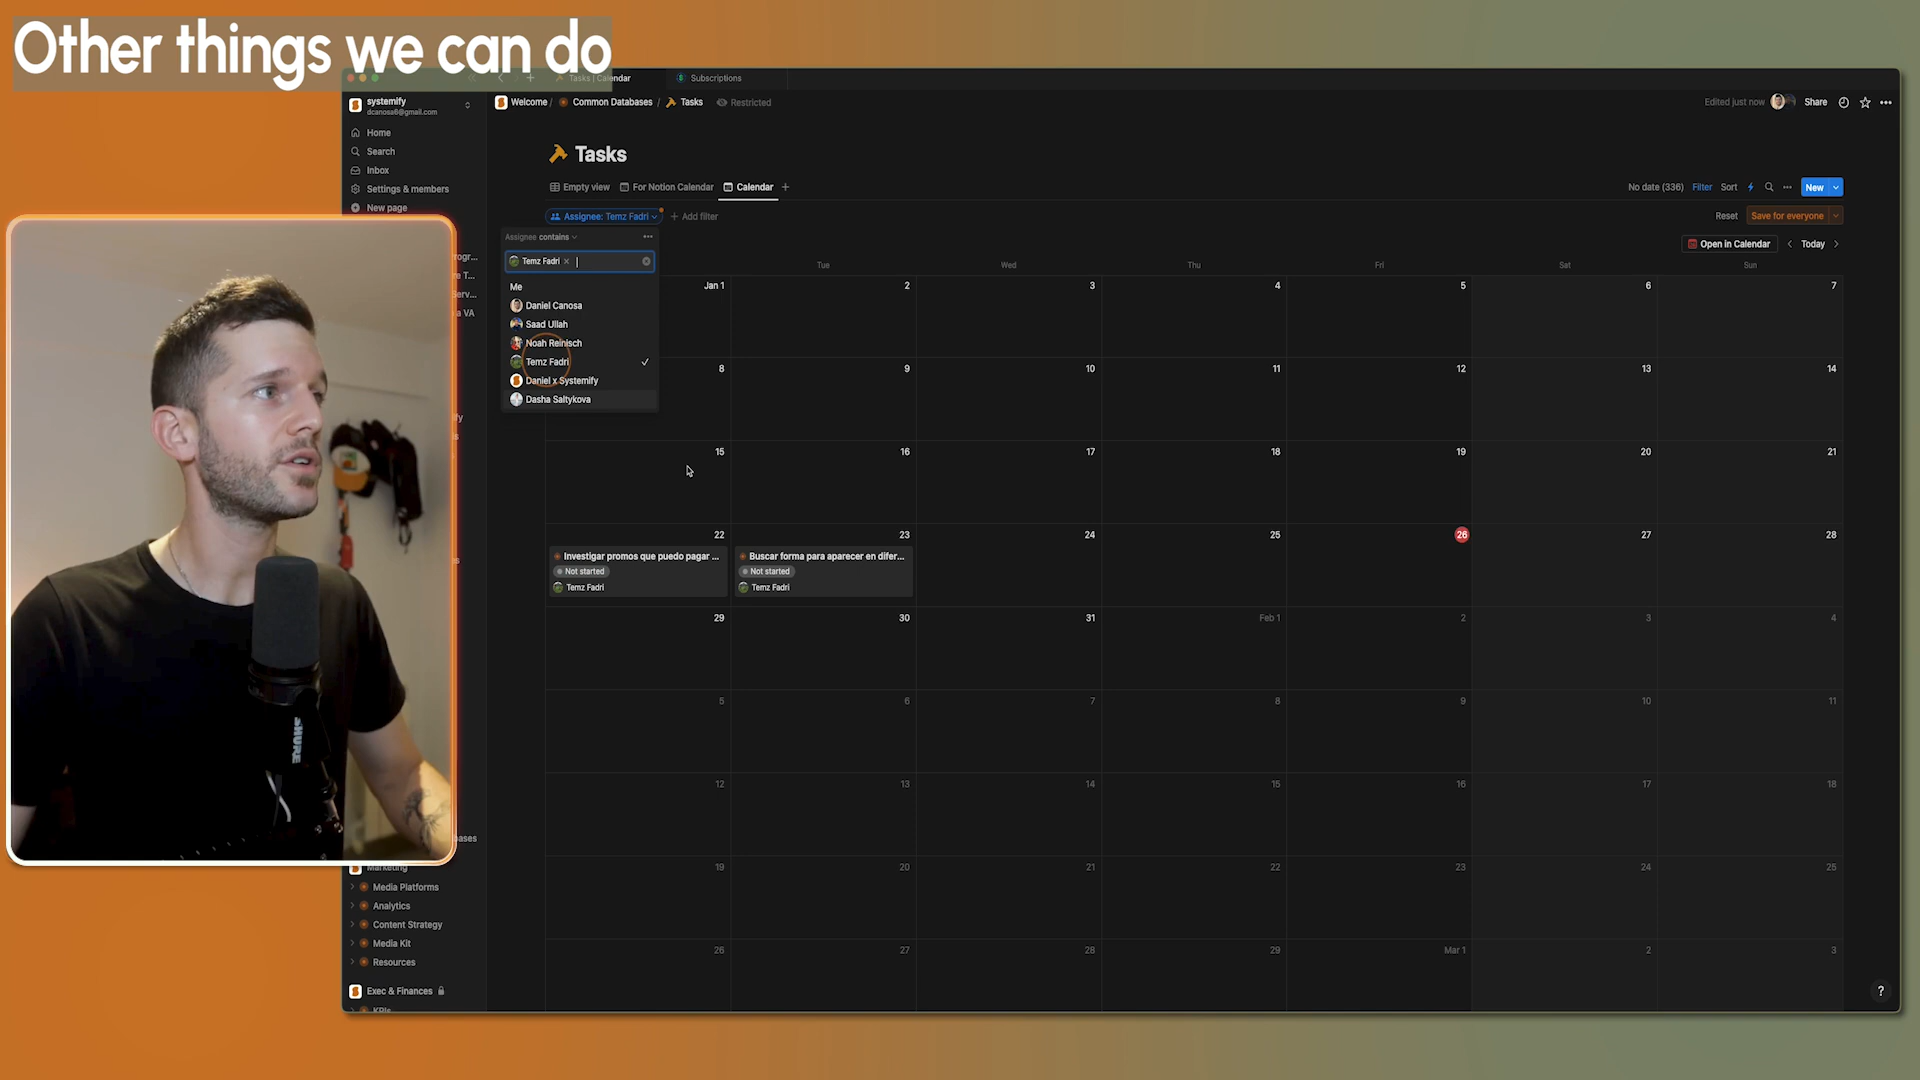 Other things we can do
Tasks | Calendar
Subscriptions
systemify
dcanosa6@gmail.com
Welcome / Common Databases / Tasks Restricted
Edited just now
Share
Home
Search
Inbox
Settings & members
New page
Tasks
Empty view
For Notion Calendar
Calendar
No date (336)
Filter
Sort
New
Assignee: Temz Fadri
Add filter
Reset
Save for everyone
Assignee contains
Open in Calendar
Today
Temz Fadri
Me
Daniel Canosa
Saad Ullah
Noah Reinisch
Temz Fadri
Daniel x Systemify
Dasha Saltykova
Tue Wed Thu Fri Sat Sun
Jan 1 2 3 4 5 6 7
a VA
8 9 10 11 12 13 14
15 16 17 18 19 20 21
22 23 24 25 26 27 28
Investigar promos que puedo pagar ...
Not started
Temz Fadri
Buscar forma para aparecer en difer...
Not started
Temz Fadri
29 30 31 Feb 1 2 3 4
5 6 7 8 9 10 11
12 13 14 15 16 17 18
19 20 21 22 23 24 25
26 27 28 29 Mar 1 2 3
SHURE
Marketing
Media Platforms
Analytics
Content Strategy
Media Kit
Resources
Exec & Finances
KPIs
?